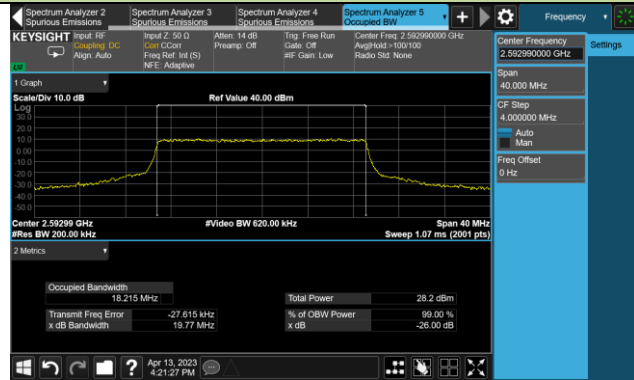 Spectrum Analyzer 2
Spurious Emissions
Spectrum Analyzer 3
Spurious Emissions
Spectrum Analyzer 4
Spurious Emissions
Spectrum Analyzer 5
Occupied BW
Frequency
KEYSIGHT
Input: RF
Coupling: DC
Align: Auto
Input Z: 50 Ω
Corr CCorr
Freq Ref: Int (S)
NFE: Adaptive
Atten: 14 dB
Preamp: Off
Trig: Free Run
Gate: Off
#IF Gain: Low
Center Freq: 2.592990000 GHz
Avg|Hold:>100/100
Radio Std: None
Center Frequency
2.592990000 GHz
Settings
Span
40.000 MHz
CF Step
4.000000 MHz
Auto
Man
Freq Offset
0 Hz
1 Graph
Scale/Div 10.0 dB
Ref Value 40.00 dBm
Log
30.0
20.0
10.0
0.00
-10.0
-20.0
-30.0
-40.0
-50.0
Center 2.59299 GHz
#Video BW 620.00 kHz
Span 40 MHz
#Res BW 200.00 kHz
Sweep 1.07 ms (2001 pts)
2 Metrics
Occupied Bandwidth
18.215 MHz
Total Power
28.2 dBm
Transmit Freq Error
-27.615 kHz
% of OBW Power
99.00 %
x dB Bandwidth
19.77 MHz
x dB
-26.00 dB
?
Apr 13, 2023
4:21:27 PM